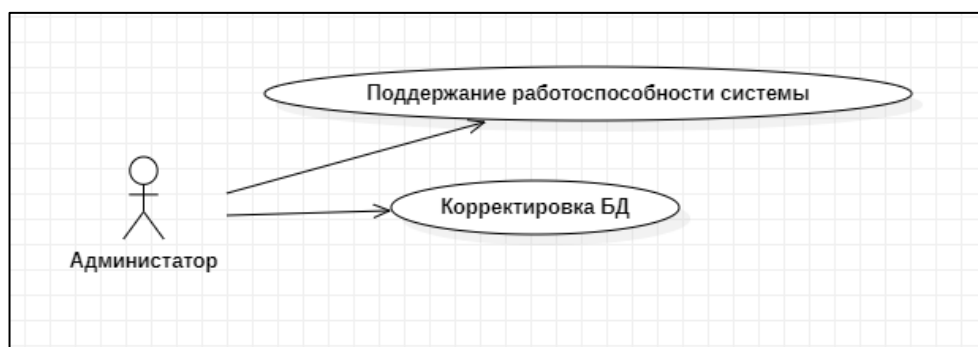 Поддержание работоспособности системы
Корректировка БД
Администатор